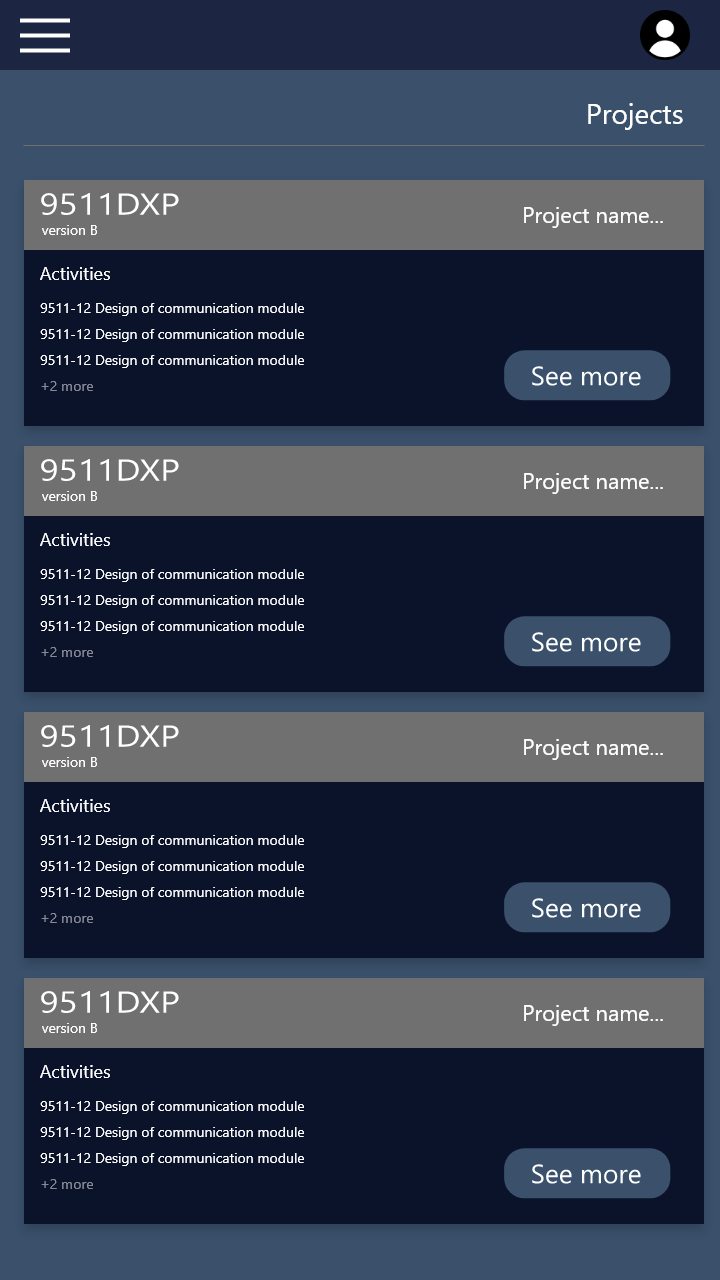 Projects
9511DXP
version B
Project name...
Activities
9511-12 Design of communication module
9511-12 Design of communication module
9511-12 Design of communication module
+2 more
See more
9511DXP
version B
Project name...
Activities
9511-12 Design of communication module
9511-12 Design of communication module
9511-12 Design of communication module
+2 more
See more
9511DXP
version B
Project name...
Activities
9511-12 Design of communication module
9511-12 Design of communication module
9511-12 Design of communication module
+2 more
See more
9511DXP
version B
Project name...
Activities
9511-12 Design of communication module
9511-12 Design of communication module
9511-12 Design of communication module
+2 more
See more